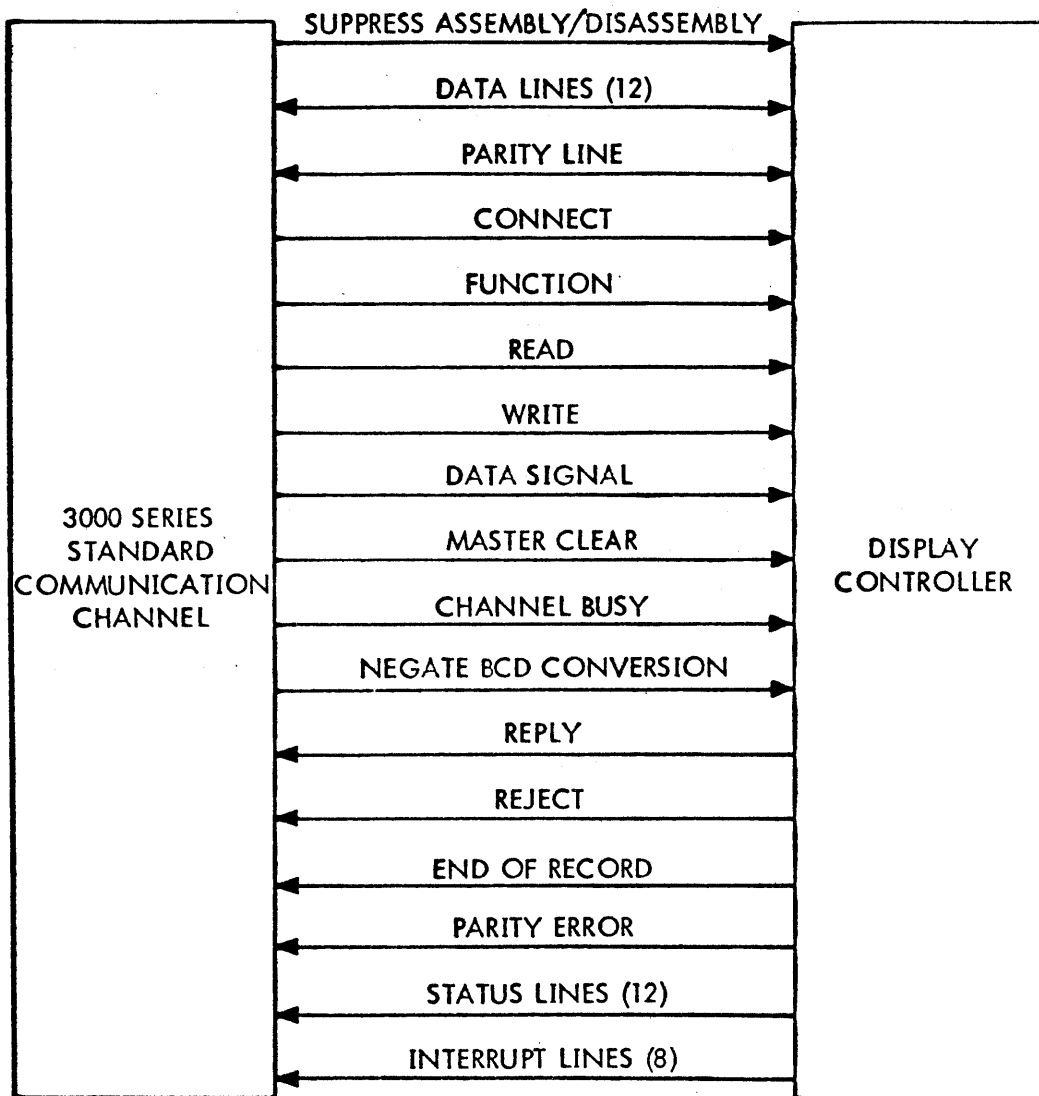 SUPPRESS ASSEMBLY/DISASSEMBLY
DATA LINES (12)
PARITY LINE
CONNECT
FUNCTION
READ
WRITE
DATA SIGNAL
MASTER CLEAR
CHANNEL BUSY
NEGATE BCD CONVERSION
REPLY
REJECT
END OF RECORD
PARITY ERROR
STATUS LINES (12)
INTERRUPT LINES (8)
3000 SERIES
STANDARD
COMMUNICATION
CHANNEL
DISPLAY
CONTROLLER